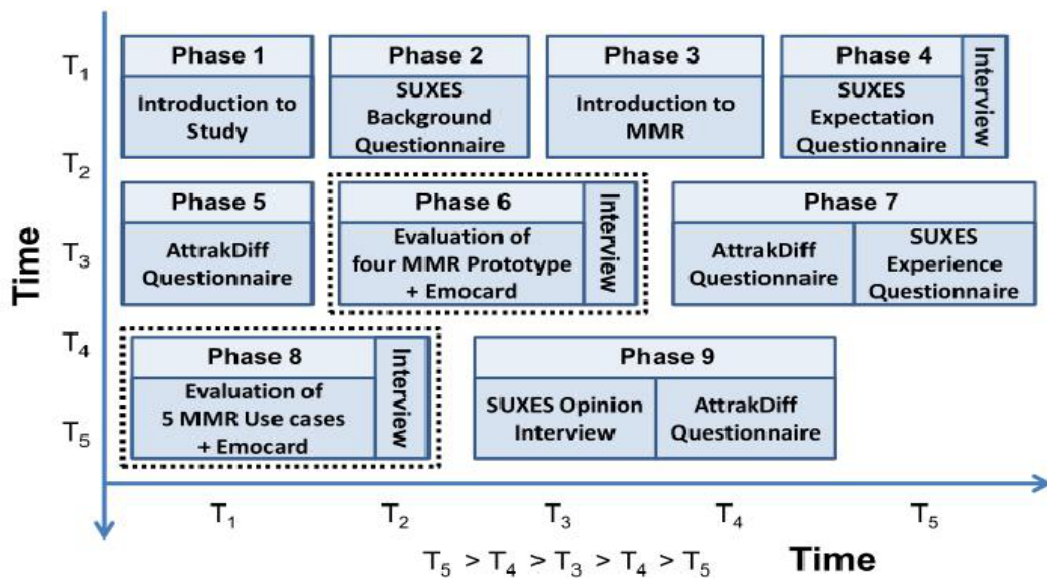 T1
Phase 1
Introduction to
Study
Phase 2
SUXES
Background
Questionnaire
Phase 3
Introduction to
MMR
Phase 4
SUXES
Expectation
Questionnaire
Interview
T2
Phase 5
AttrakDiff
Questionnaire
Phase 6
Evaluation of
four MMR Prototype
+ Emocard
Interview
Phase 7
AttrakDiff
Questionnaire
SUXES
Experience
Questionnaire
Time
T3
T4
Phase 8
Evaluation of
5 MMR Use cases
+ Emocard
Interview
Phase 9
SUXES Opinion
Interview
AttrakDiff
Questionnaire
T5
T1 T2 T3 T4 T5
T5 > T4 > T3 > T4 > T5
Time